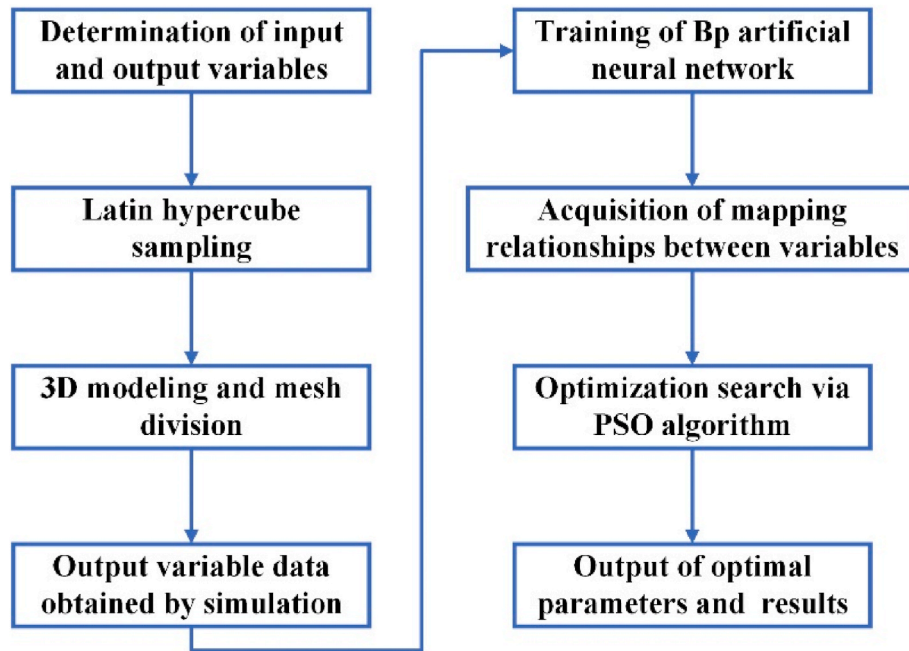 Determination of input
and output variables
Latin hypercube
sampling
3D modeling and mesh
division
Output variable data
obtained by simulation
Training of Bp artificial
neural network
Acquisition of mapping
relationships between variables
Optimization search via
PSO algorithm
Output of optimal
parameters and results